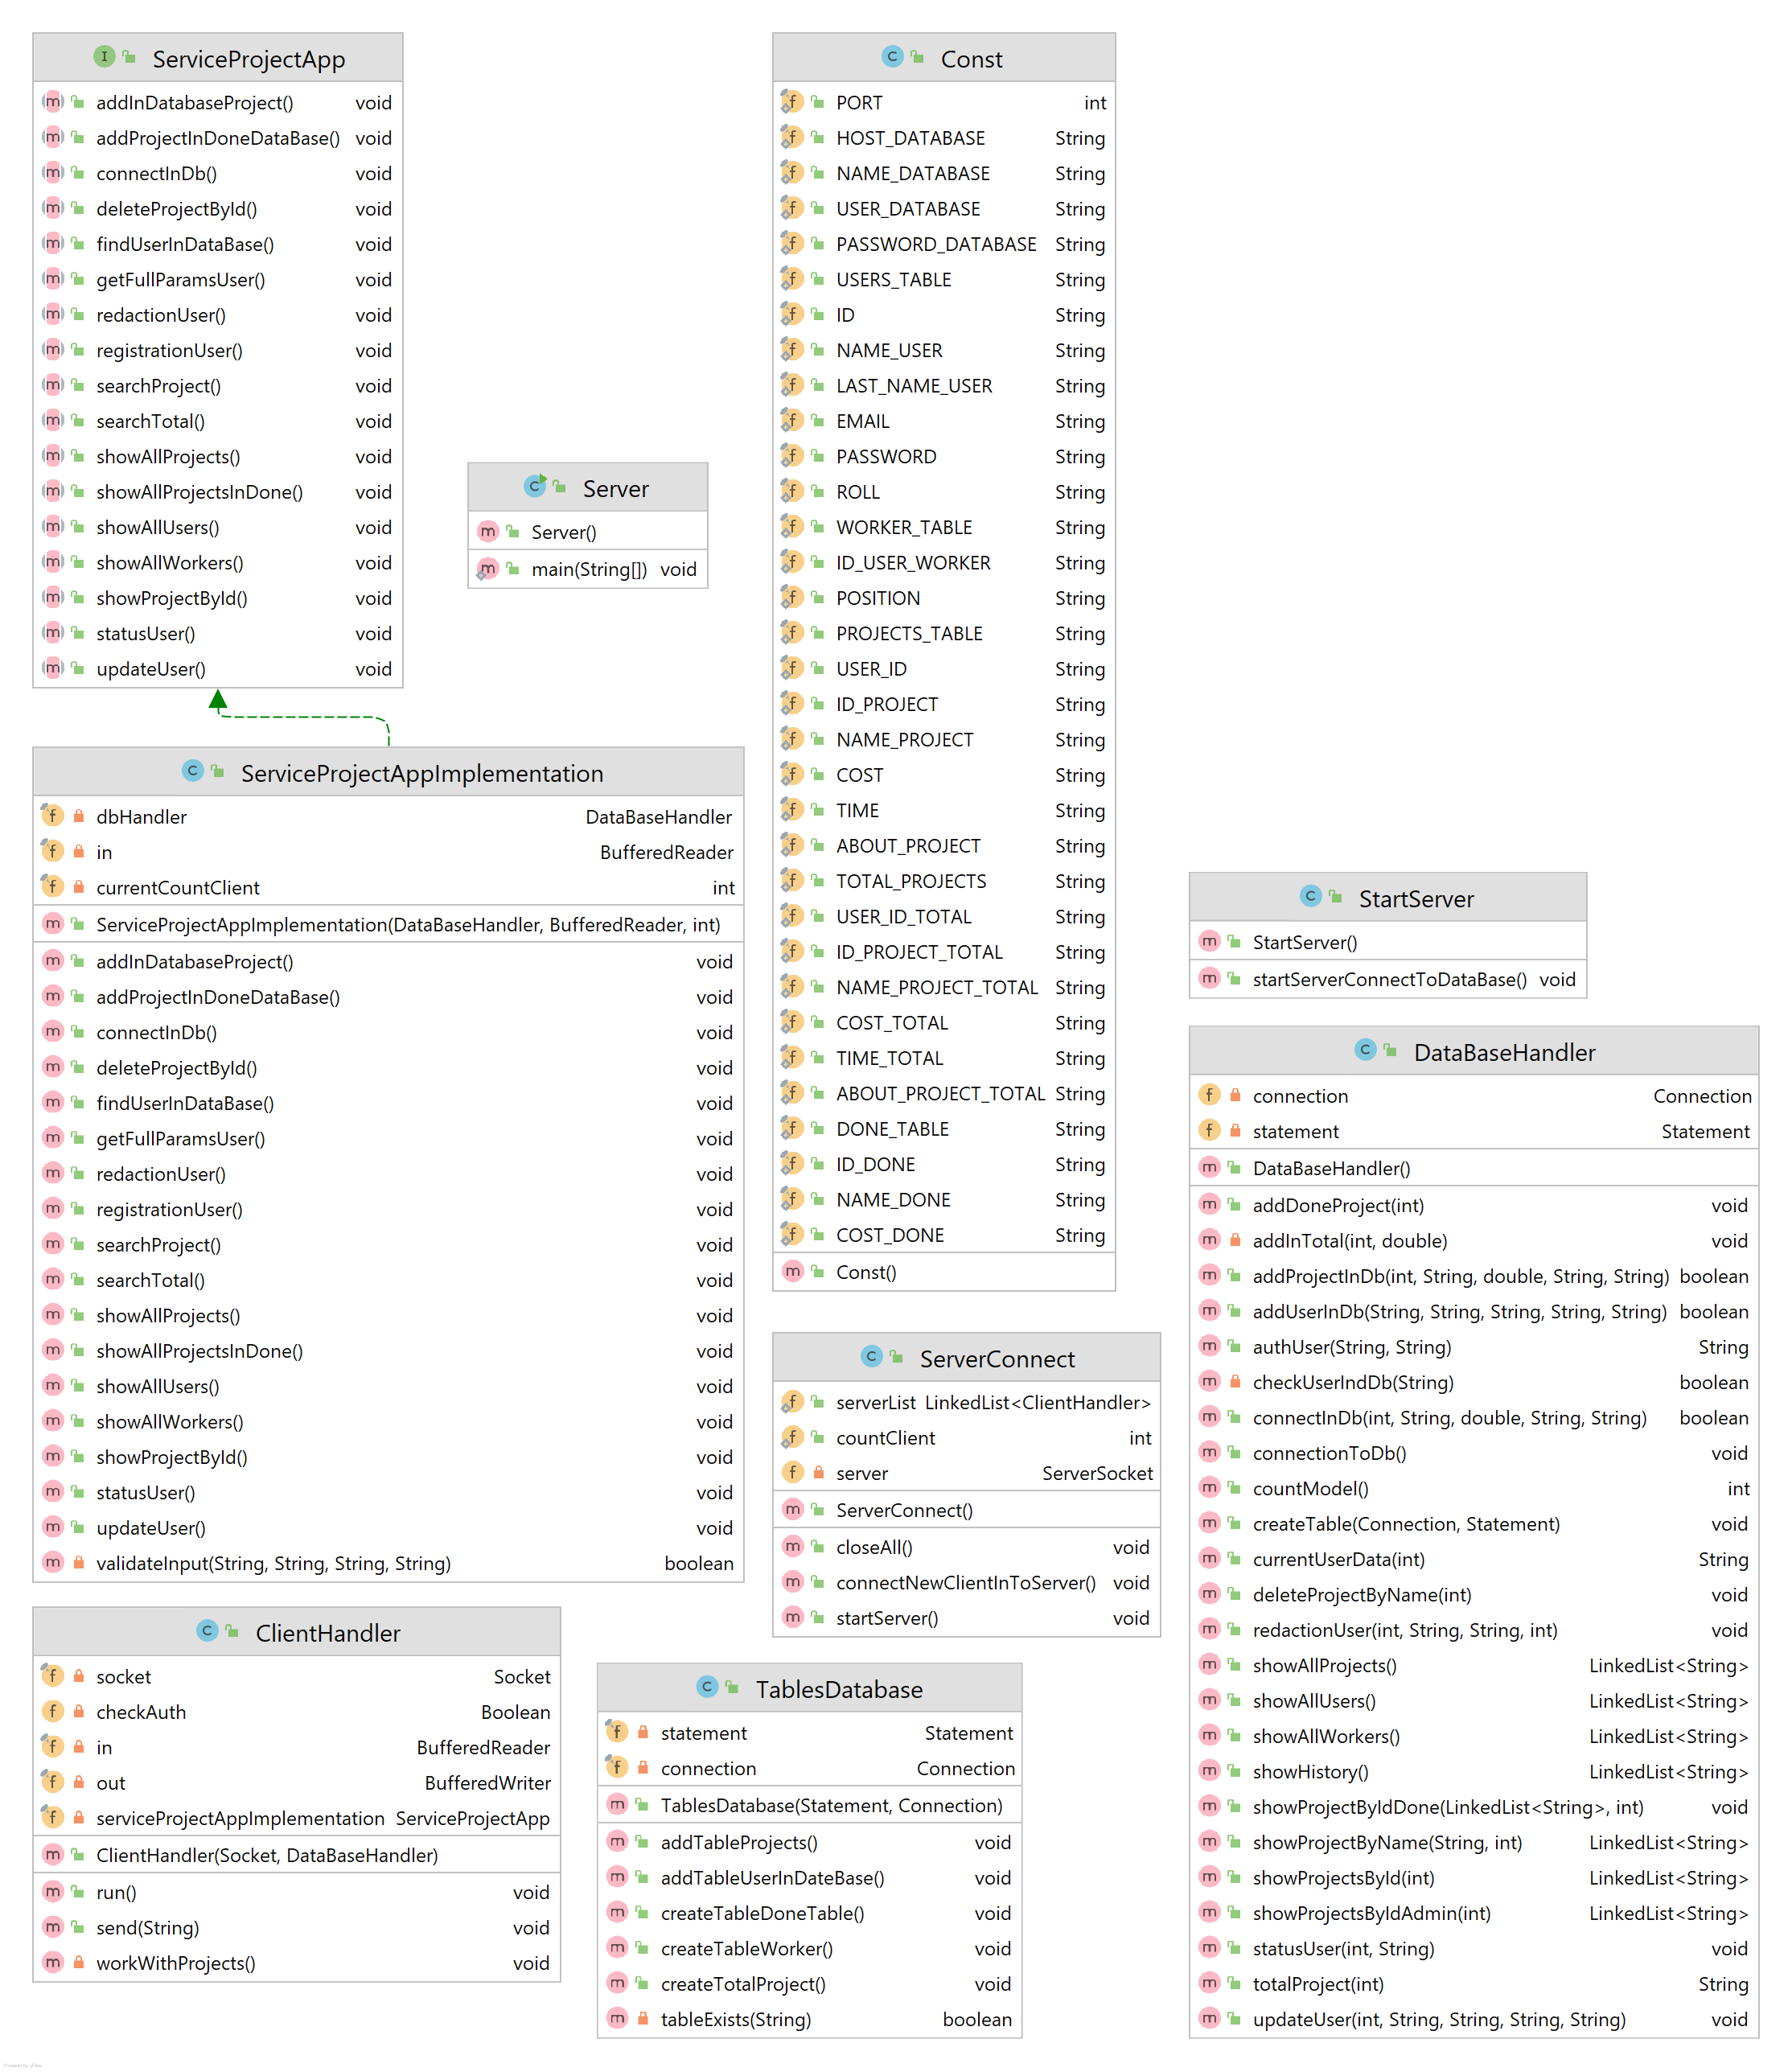 ServiceProjectApp
addInDatabaseProject() void
addProjectInDoneDataBase() void
connectInDb() void
deleteProjectById() void
findUserInDataBase() void
getFullParamsUser() void
redactionUser() void
registrationUser() void
searchProject() void
searchTotal() void
showAllProjects() void
showAllProjectsInDone() void
showAllUsers() void
showAllWorkers() void
showProjectById() void
statusUser() void
updateUser() void
Server
Server()
main(String[]) void
Const
PORT int
HOST_DATABASE String
NAME_DATABASE String
USER_DATABASE String
PASSWORD_DATABASE String
USERS_TABLE String
ID String
NAME_USER String
LAST_NAME_USER String
EMAIL String
PASSWORD String
ROLL String
WORKER_TABLE String
ID_USER_WORKER String
POSITION String
PROJECTS_TABLE String
USER_ID String
ID_PROJECT String
NAME_PROJECT String
COST String
TIME String
ABOUT_PROJECT String
TOTAL_PROJECTS String
USER_ID_TOTAL String
ID_PROJECT_TOTAL String
NAME_PROJECT_TOTAL String
COST_TOTAL String
TIME_TOTAL String
ABOUT_PROJECT_TOTAL String
DONE_TABLE String
ID_DONE String
NAME_DONE String
COST_DONE String
Const()
ServiceProjectAppImplementation
dbHandler DataBaseHandler
in BufferedReader
currentCountClient int
ServiceProjectAppImplementation(DataBaseHandler, BufferedReader, int)
addInDatabaseProject() void
addProjectInDoneDataBase() void
connectInDb() void
deleteProjectById() void
findUserInDataBase() void
getFullParamsUser() void
redactionUser() void
registrationUser() void
searchProject() void
searchTotal() void
showAllProjects() void
showAllProjectsInDone() void
showAllUsers() void
showAllWorkers() void
showProjectById() void
statusUser() void
updateUser() void
validateInput(String, String, String, String) boolean
StartServer
StartServer()
startServerConnectToDataBase() void
DataBaseHandler
connection Connection
statement Statement
DataBaseHandler()
addDoneProject(int) void
addInTotal(int, double) void
addProjectInDb(int, String, double, String, String) boolean
addUserInDb(String, String, String, String, String) boolean
authUser(String, String) String
checkUserIndDb(String) boolean
connectInDb(int, String, double, String, String) boolean
connectionToDb() void
countModel() int
createTable(Connection, Statement) void
currentUserData(int) String
deleteProjectByName(int) void
redactionUser(int, String, String, int) void
showAllProjects() LinkedList<String>
showAllUsers() LinkedList<String>
showAllWorkers() LinkedList<String>
showHistory() LinkedList<String>
showProjectByIdDone(LinkedList<String>, int) void
showProjectByName(String, int) LinkedList<String>
showProjectsById(int) LinkedList<String>
showProjectsByIdAdmin(int) LinkedList<String>
statusUser(int, String) void
totalProject(int) String
updateUser(int, String, String, String, String) void
ServerConnect
serverList LinkedList<ClientHandler>
countClient int
server ServerSocket
ServerConnect()
closeAll() void
connectNewClientInToServer() void
startServer() void
ClientHandler
socket Socket
checkAuth Boolean
in BufferedReader
out BufferedWriter
serviceProjectAppImplementation ServiceProjectApp
ClientHandler(Socket, DataBaseHandler)
run() void
send(String) void
workWithProjects() void
TablesDatabase
statement Statement
connection Connection
TablesDatabase(Statement, Connection)
addTableProjects() void
addTableUserInDateBase() void
createTableDoneTable() void
createTableWorker() void
createTotalProject() void
tableExists(String) boolean
Powered by yFiles